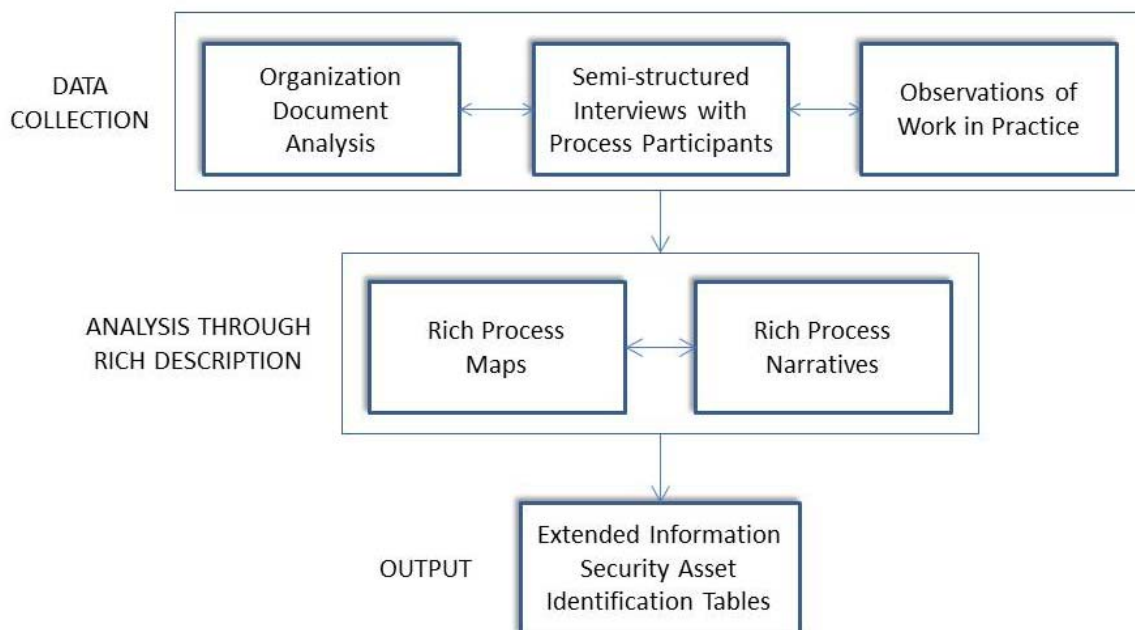 DATA
COLLECTION
Organization
Document
Analysis
Semi-structured
Interviews with
Process Participants
Observations of
Work in Practice
ANALYSIS THROUGH
RICH DESCRIPTION
Rich Process
Maps
Rich Process
Narratives
OUTPUT
Extended Information
Security Asset
Identification Tables